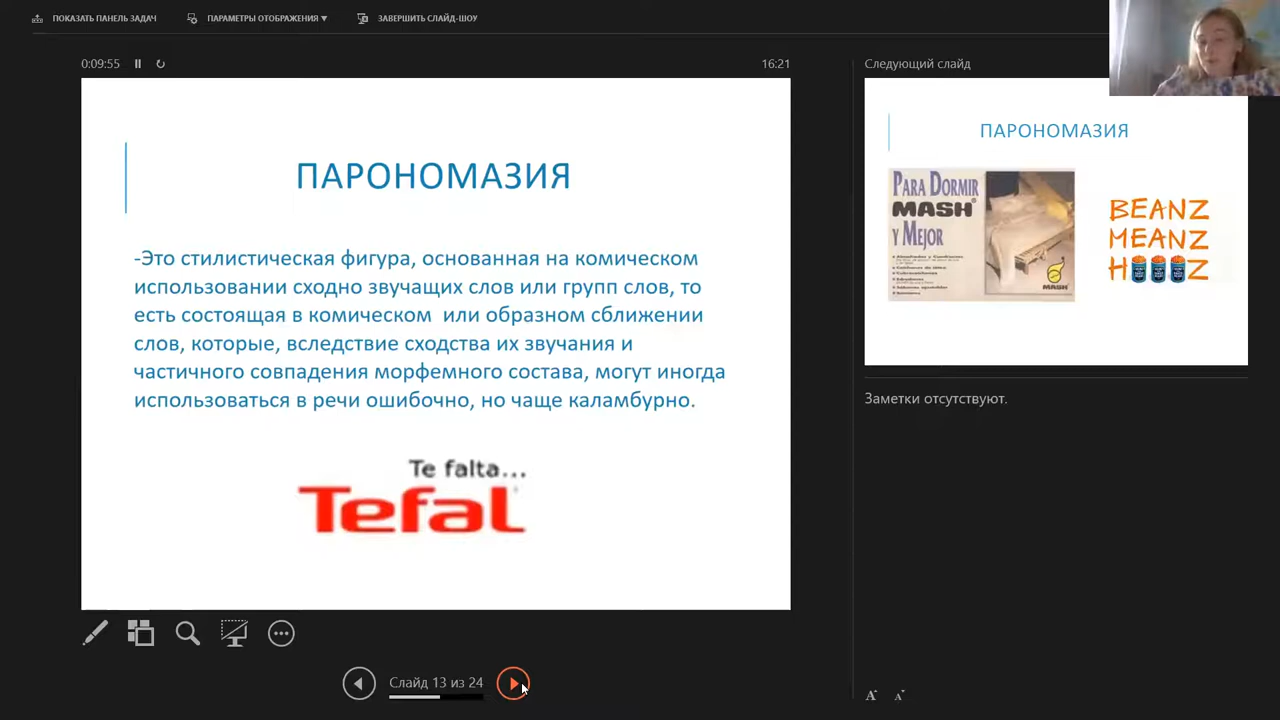 ПОКАЗАТЬ ПАНЕЛЬ ЗАДАЧ
ПАРАМЕТРЫ ОТОБРАЖЕНИЯ ▼
ЗАВЕРШИТЬ СЛАЙД-ШОУ
0:09:55
16:21
ПАРОНОМАЗИЯ
-Это стилистическая фигура, основанная на комическом
использовании сходно звучащих слов или групп слов, то
есть состоящая в комическом или образном сближении
слов, которые, вследствие сходства их звучания и
частичного совпадения морфемного состава, могут иногда
использоваться в речи ошибочно, но чаще каламбурно.
Te falta...
Tefal
Слайд 13 из 24
Следующий слайд
ПАРОНОМАЗИЯ
PARA DORMIR
MASH
Y MEJOR
MASH
BEANZ
MEANZ
H Z
Заметки отсутствуют.
A
A